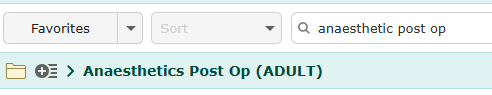 Favorites Sort anaesthetic post op
Anaesthetics Post Op (ADULT)